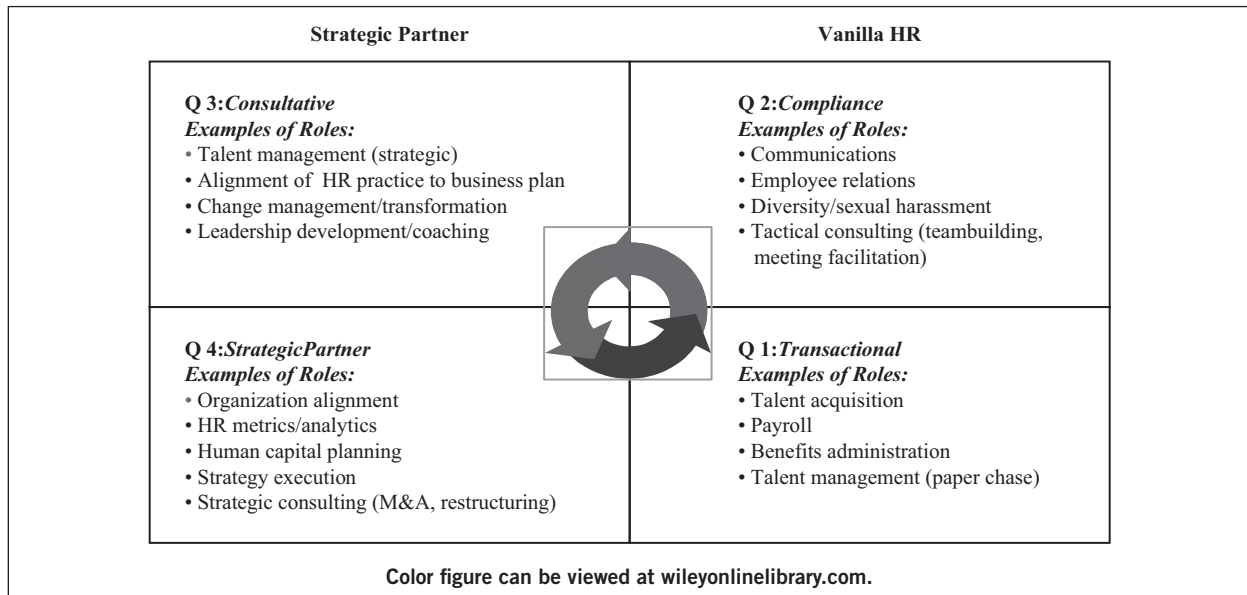 Strategic Partner
Vanilla HR
Q 3:Consultative
Examples of Roles:
• Talent management (strategic)
• Alignment of HR practice to business plan
• Change management/transformation
• Leadership development/coaching
Q 2:Compliance
Examples of Roles:
• Communications
• Employee relations
• Diversity/sexual harassment
• Tactical consulting (teambuilding,
meeting facilitation)
Q 4:StrategicPartner
Examples of Roles:
• Organization alignment
• HR metrics/analytics
• Human capital planning
• Strategy execution
• Strategic consulting (M&A, restructuring)
Q 1:Transactional
Examples of Roles:
• Talent acquisition
• Payroll
• Benefits administration
• Talent management (paper chase)
Color figure can be viewed at wileyonlinelibrary.com.